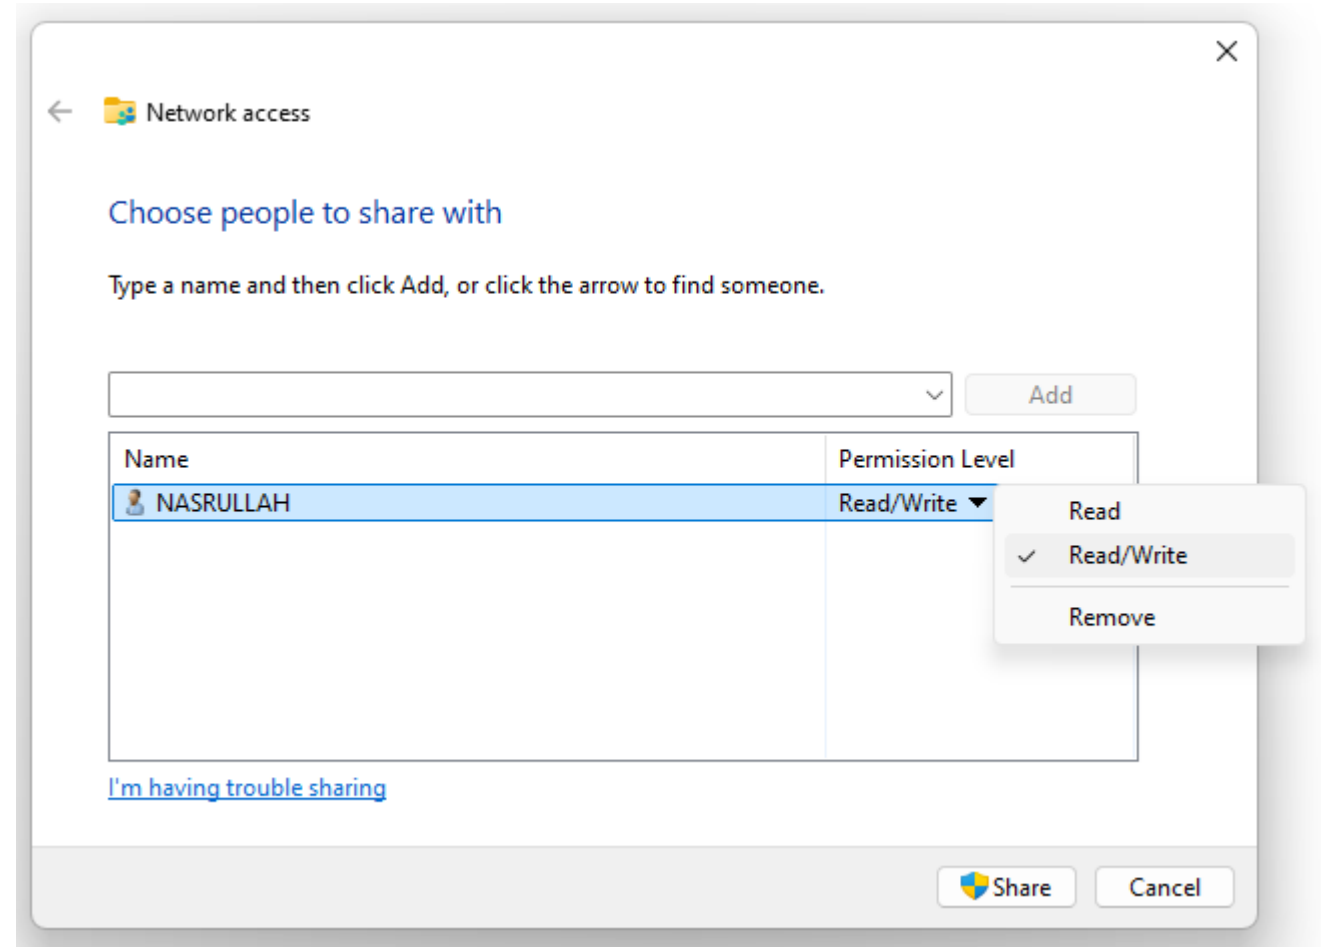 Network access
Choose people to share with
Type a name and then click Add, or click the arrow to find someone.
Add
Name Permission Level
NASRULLAH Read/Write
Read
Read/Write
Remove
I'm having trouble sharing
Share Cancel